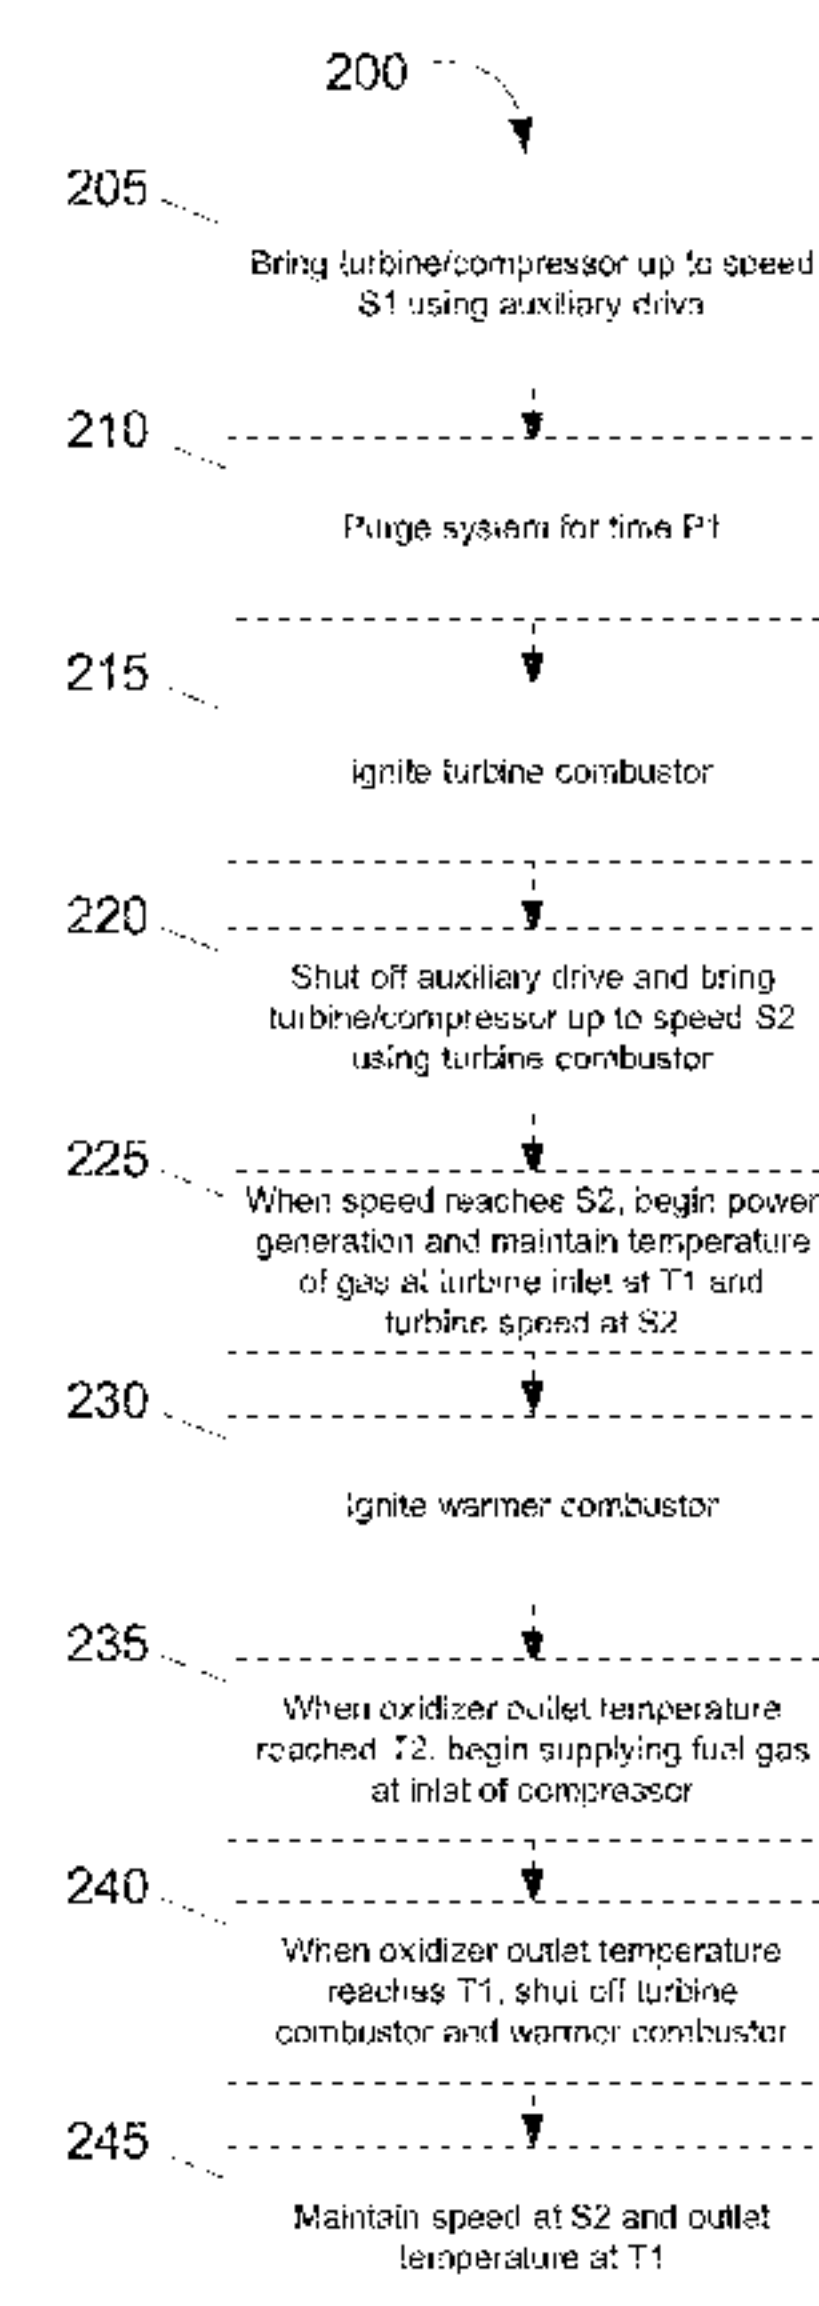 200
205
Bring turbine/compressor up to speed
S1 using auxiliary drive
210
Purge system for time P1
215
Ignite turbine combustor
220
Shut off auxiliary drive and bring
turbine/compressor up to speed S2
using turbine combustor
225
When speed reaches S2, begin power
generation and maintain temperature
of gas at turbine inlet at T1 and
turbine speed at S2
230
Ignite warmer combustor
235
When oxidizer outlet temperature
reached T2, begin supplying fuel gas
at inlet of compressor
240
When oxidizer outlet temperature
reaches T1, shut off turbine
combustor and warmer combustor
245
Maintain speed at S2 and outlet
temperature at T1